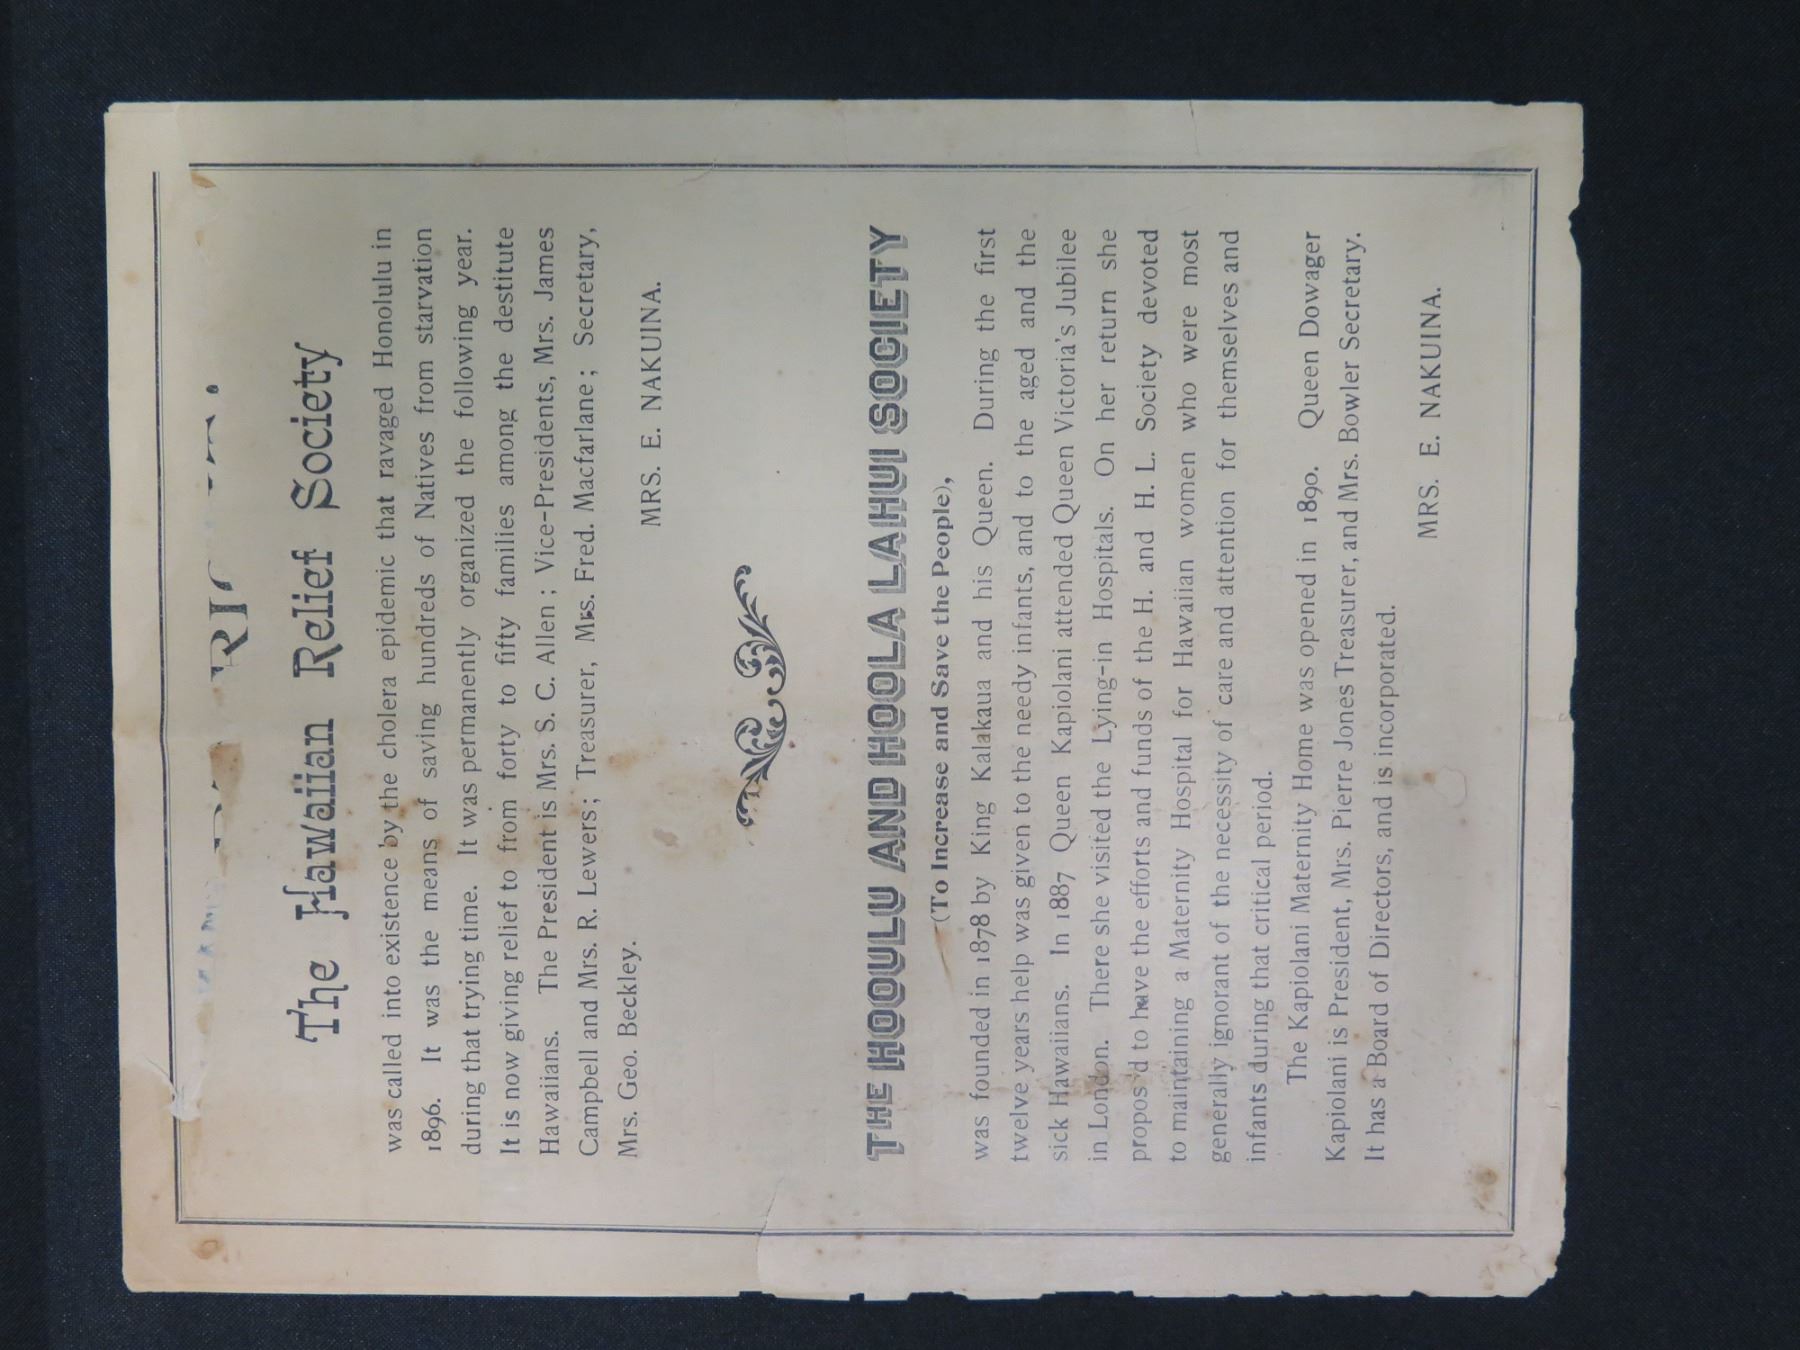 The Hawaiian Relief Society
was called into existence by the cholera epidemic that ravaged Honolulu in
1896. It was the means of saving hundreds of Natives from starvation
during that trying time. It was permanently organized the following year.
It is now giving relief to from forty to fifty families among the destitute
Hawaiians. The President is Mrs. S. C. Allen; Vice-Presidents, Mrs. James
Campbell and Mrs. R. Lewers; Treasurer, Mrs. Fred. Macfarlane; Secretary,
Mrs. Geo. Beckley.
MRS. E. NAKUINA.
THE HOOULU AND HOOLA LAHUI SOCIETY
(To Increase and Save the People),
was founded in 1878 by King Kalakaua and his Queen. During the first
twelve years help was given to the needy infants, and to the aged and the
sick Hawaiians. In 1887 Queen Kapiolani attended Queen Victoria's Jubilee
in London. There she visited the Lying-in Hospitals. On her return she
propos'd to have the efforts and funds of the H. and H. L. Society devoted
to maintaining a Maternity Hospital for Hawaiian women who were most
generally ignorant of the necessity of care and attention for themselves and
infants during that critical period.
The Kapiolani Maternity Home was opened in 1890. Queen Dowager
Kapiolani is President, Mrs. Pierre Jones Treasurer, and Mrs. Bowler Secretary.
It has a Board of Directors, and is incorporated.
MRS. E. NAKUINA.